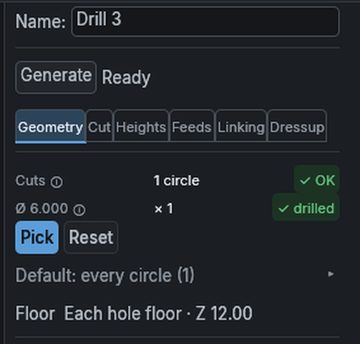 Name: Drill 3
Generate Ready
Geometry Cut Heights Feeds Linking Dressup
Cuts ⓘ 1 circle ✓ OK
Ø 6.000 ⓘ × 1 ✓ drilled
Pick Reset
Default: every circle (1) ▸
Floor Each hole floor · Z 12.00